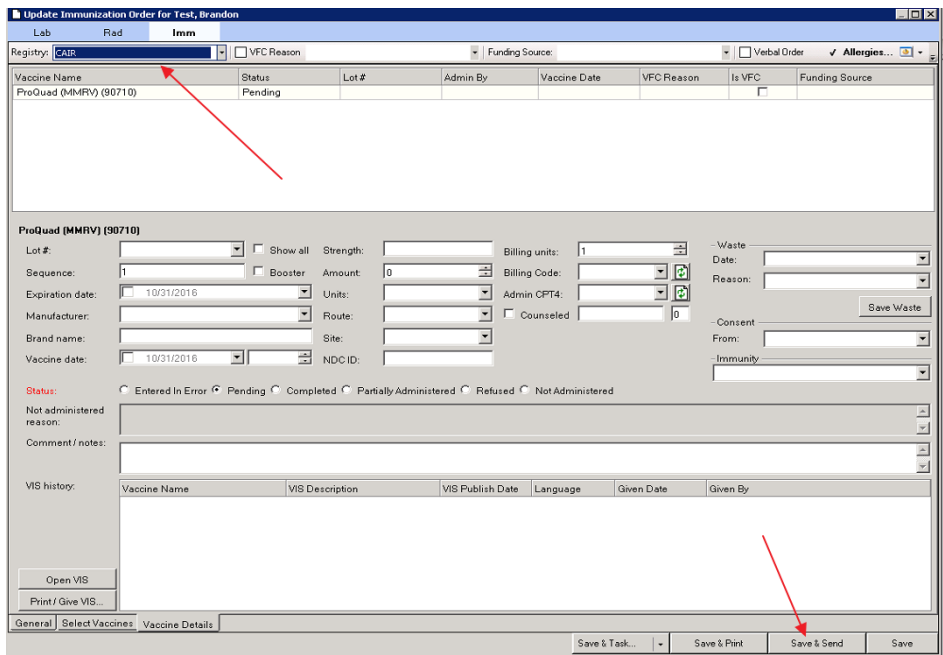 Update Immunization Order for Test, Brandon
Lab Rad Imm
Registry: CAIR VFC Reason Funding Source: Verbal Order ✓ Allergies...
Vaccine Name Status Lot # Admin By Vaccine Date VFC Reason Is VFC Funding Source
ProQuad (MMRV) (90710) Pending
ProQuad (MMRV) (90710)
Lot #: Show all Strength: Billing units: 1 Waste
Date:
Sequence: 1 Booster Amount: 0 Billing Code: Reason:
Expiration date: 10/31/2016 Units: Admin CPT4:
Manufacturer: Route: Counseled 0 Save Waste
Consent
Brand name: Site: From:
Vaccine date: 10/31/2016 NDC ID: Immunity
Status: Entered In Error Pending Completed Partially Administered Refused Not Administered
Not administered
reason:
Comment / notes:
VIS history: Vaccine Name VIS Description VIS Publish Date Language Given Date Given By
Open VIS
Print / Give VIS...
General Select Vaccines Vaccine Details
Save & Task... Save & Print Save & Send Save